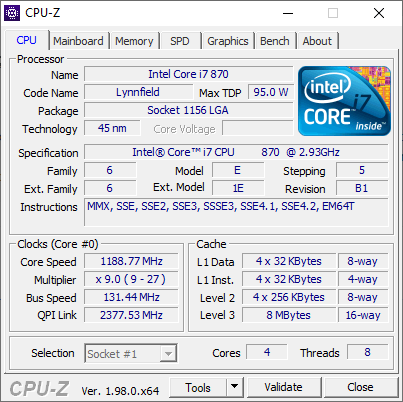 CPU-Z
CPU Mainboard Memory SPD Graphics Bench About
Processor
Name Intel Core i7 870
Code Name Lynnfield Max TDP 95.0 W
Package Socket 1156 LGA
Technology 45 nm Core Voltage
intel® CORE™ i7 inside™
Specification Intel® Core™ i7 CPU 870 @ 2.93GHz
Family 6 Model E Stepping 5
Ext. Family 6 Ext. Model 1E Revision B1
Instructions MMX, SSE, SSE2, SSE3, SSSE3, SSE4.1, SSE4.2, EM64T
Clocks (Core #0)
Core Speed 1188.77 MHz
Multiplier x 9.0 ( 9 - 27 )
Bus Speed 131.44 MHz
QPI Link 2377.53 MHz
Cache
L1 Data 4 x 32 KBytes 8-way
L1 Inst. 4 x 32 KBytes 4-way
Level 2 4 x 256 KBytes 8-way
Level 3 8 MBytes 16-way
Selection Socket #1 Cores 4 Threads 8
CPU-Z Ver. 1.98.0.x64 Tools Validate Close